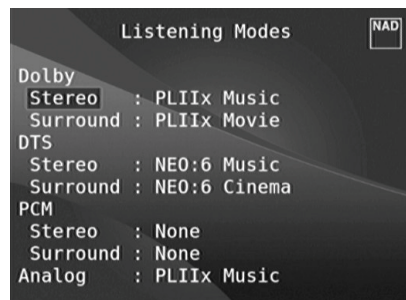 Listening Modes
NAD
Dolby
Stereo : PLIIx Music
Surround : PLIIx Movie
DTS
Stereo : NEO:6 Music
Surround : NEO:6 Cinema
PCM
Stereo : None
Surround : None
Analog : PLIIx Music